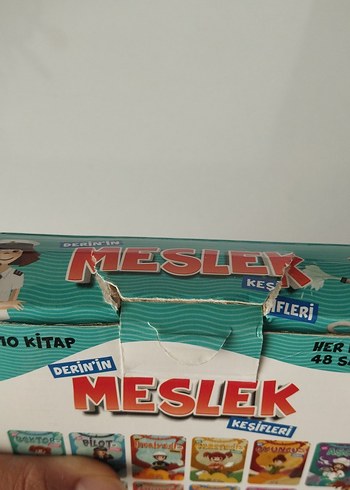 DERİN'İN
MESLEK
KEŞİFLERİ
10 KİTAP
HER
48
DERİN'İN
MESLEK
KEŞİFLERİ
DOKTOR
PİLOT